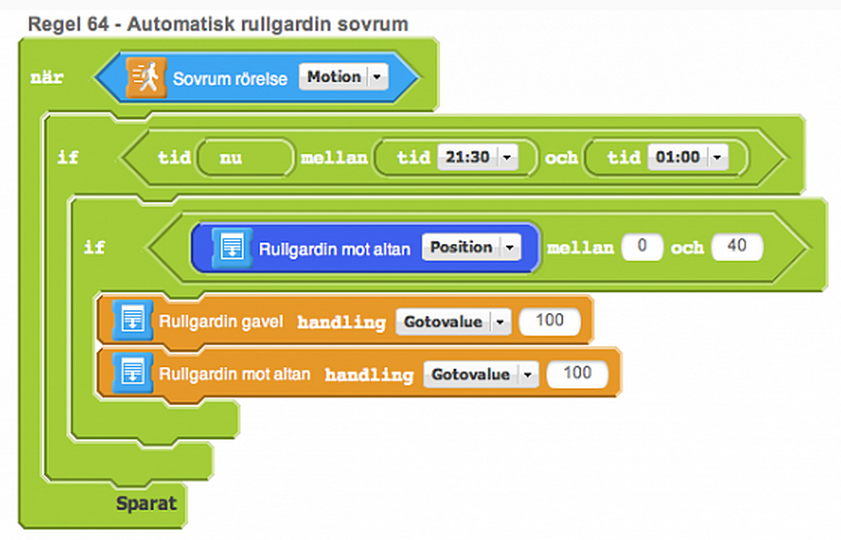 Regel 64 - Automatisk rullgardin sovrum
när Sovrum rörelse Motion
if tid nu mellan tid 21:30 och tid 01:00
if Rullgardin mot altan Position mellan 0 och 40
Rullgardin gavel handling Gotovalue 100
Rullgardin mot altan handling Gotovalue 100
Sparat